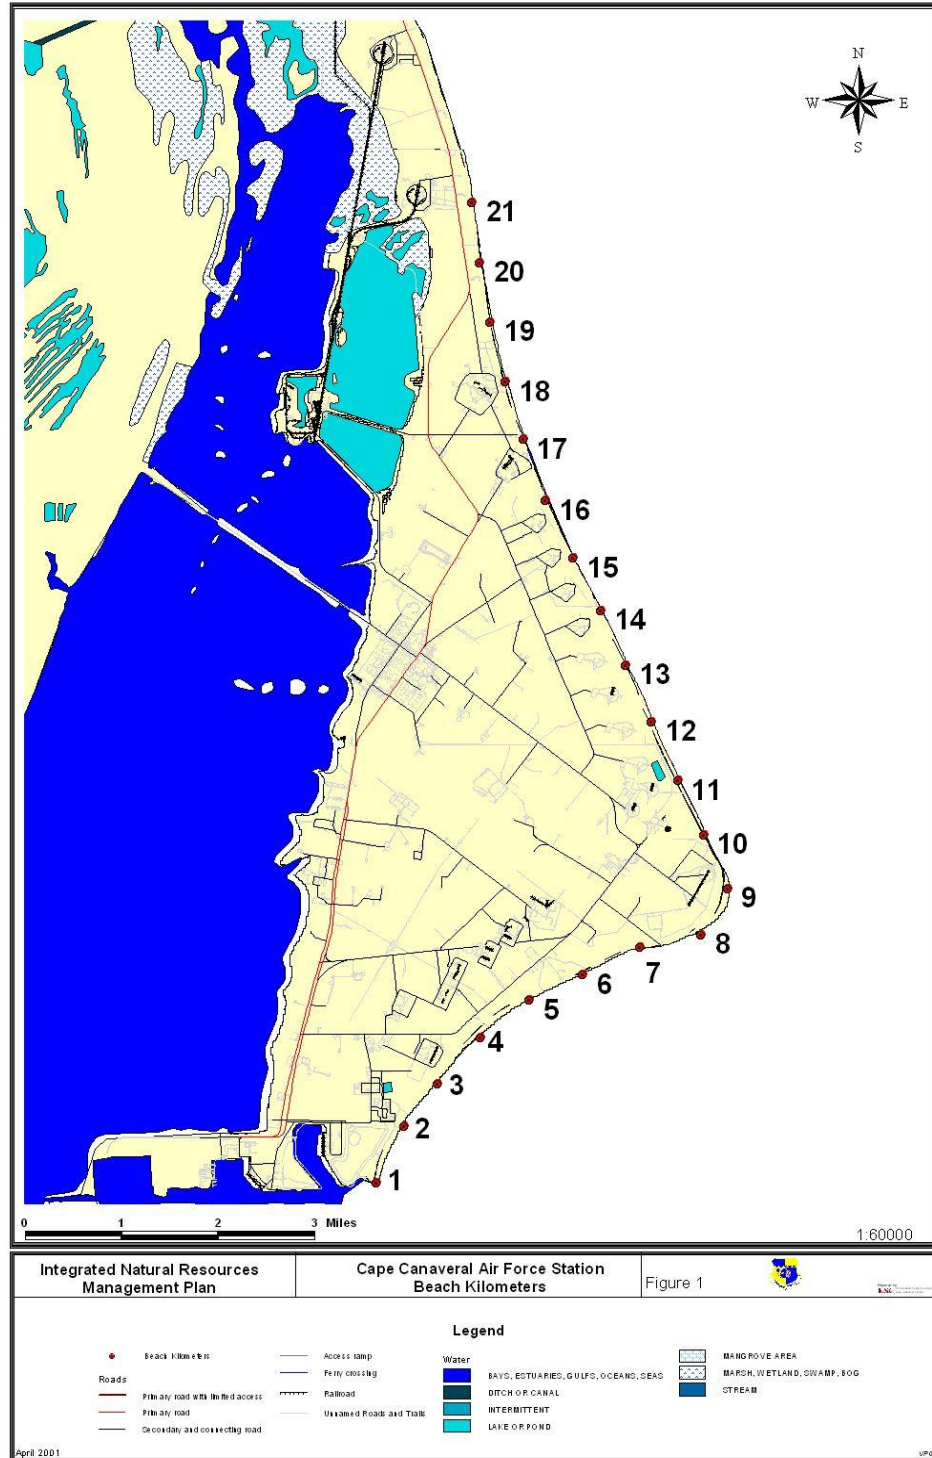 N
W E
S
21
20
19
18
17
16
15
14
13
12
11
10
9
8
7
6
5
4
3
2
1
0 1 2 3 Miles
1:60000
Integrated Natural Resources
Management Plan
Cape Canaveral Air Force Station
Beach Kilometers
Figure 1
Legend
Beach Kilometers
Roads
Primary road with limited access
Primary road
Secondary and connecting road
Access ramp
Ferry crossing
Railroad
Unnamed Roads and Trails
Water
BAYS, ESTUARIES, GULFS, OCEANS, SEAS
DITCH OR CANAL
INTERMITTENT
LAKE OR POND
MANGROVE AREA
MARSH, WETLAND, SWAMP, BOG
STREAM
April 2001